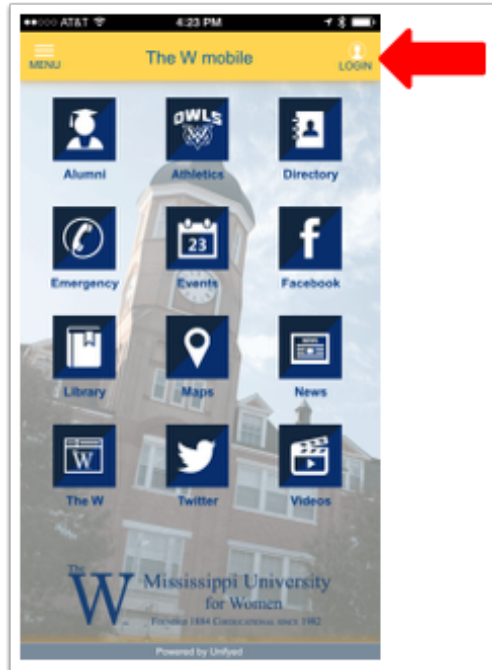 AT&T 4:23 PM
MENU The W mobile LOGIN
OWLS
Alumni Athletics Directory
23
Emergency Events Facebook
NEWS
Library Maps News
W
The W Twitter Videos
The
W Mississippi University
for Women
Founded 1884 Coeducational since 1982
Powered by Unifyed